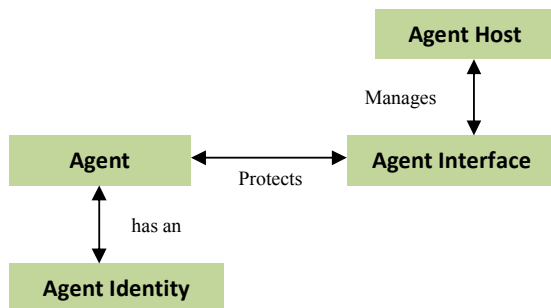 Agent Host
Manages
Agent
Agent Interface
Protects
has an
Agent Identity